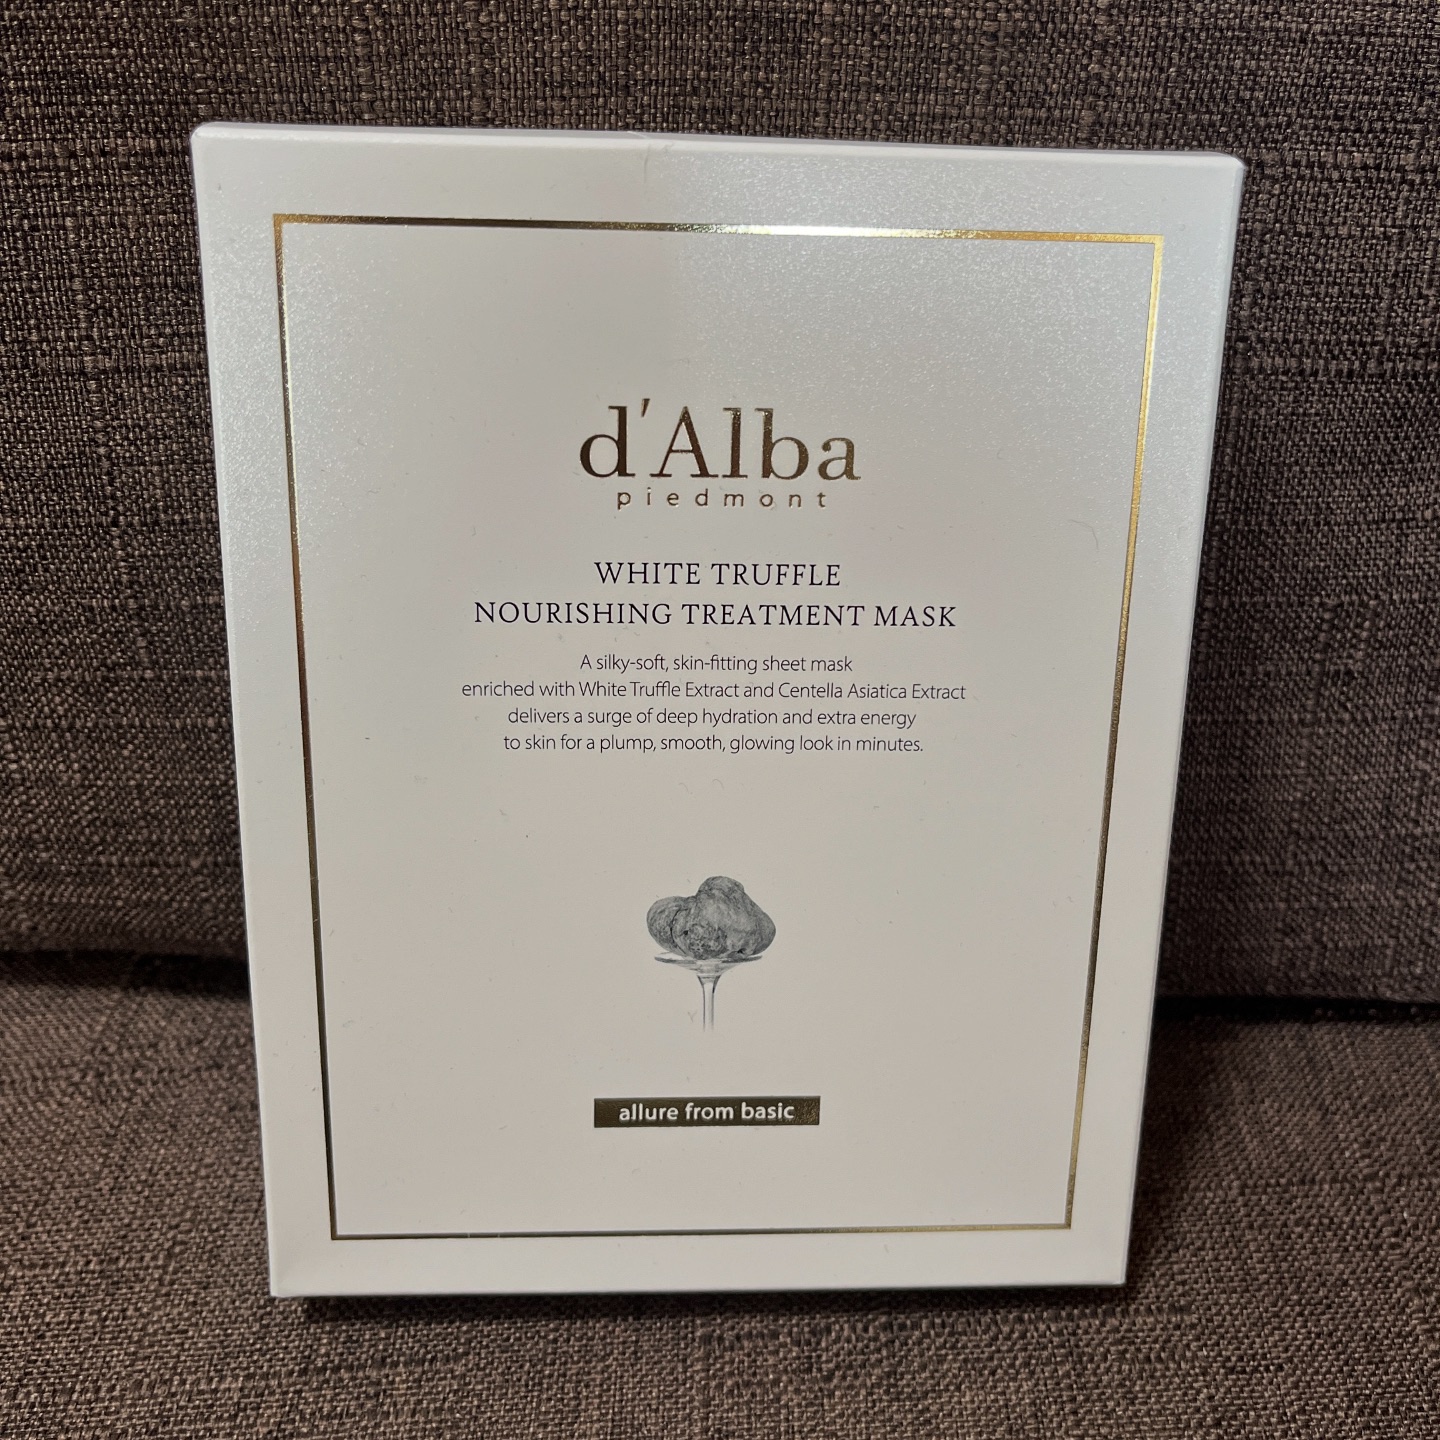 d'Alba
piedmont
WHITE TRUFFLE
NOURISHING TREATMENT MASK
A silky-soft, skin-fitting sheet mask
enriched with White Truffle Extract and Centella Asiatica Extract
delivers a surge of deep hydration and extra energy
to skin for a plump, smooth, glowing look in minutes.
allure from basic